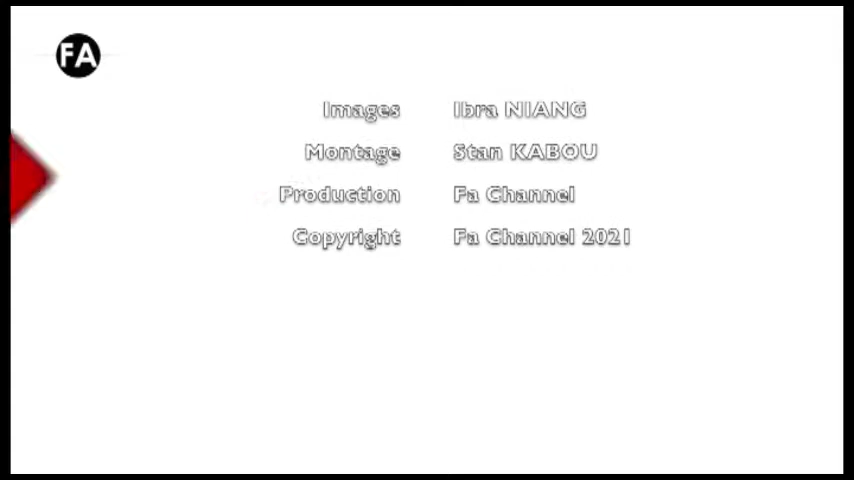 FA
Images Ibra NIANG
Montage Stan KABOU
Production Fa Channel
Copyright Fa Channel 2021